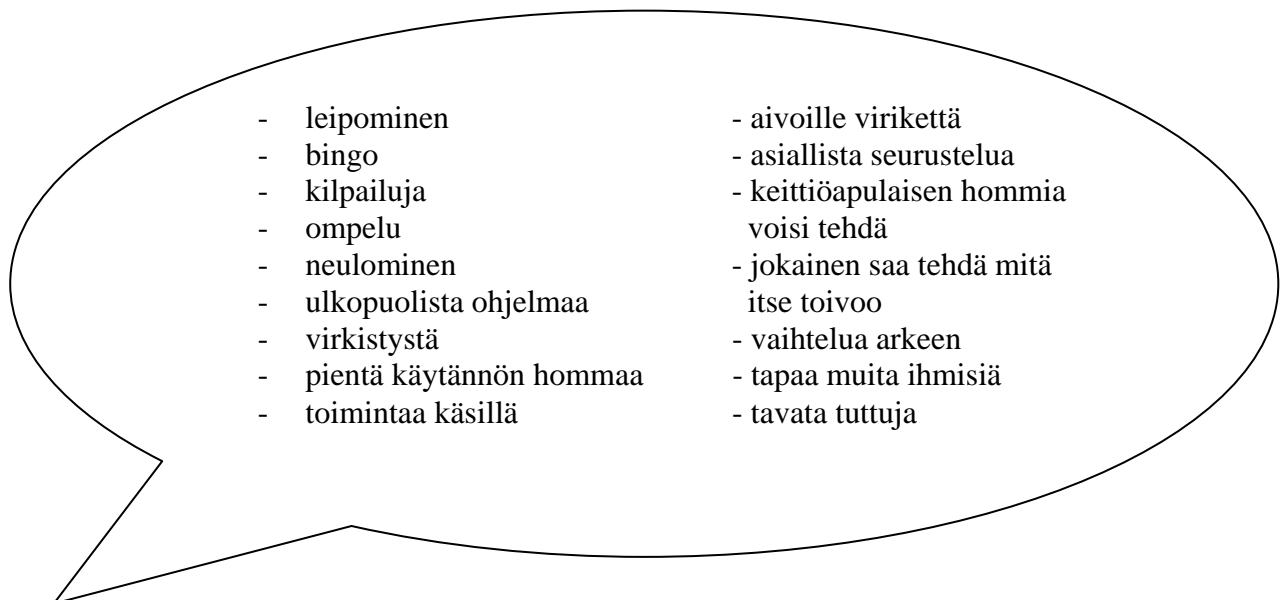 - leipominen
- bingo
- kilpailuja
- ompelu
- neulominen
- ulkopuolista ohjelmaa
- virkistystä
- pientä käytännön hommaa
- toimintaa käsillä
- aivoille virikettä
- asiallista seurustelua
- keittiöapulaisen hommia
voisi tehdä
- jokainen saa tehdä mitä
itse toivoo
- vaihtelua arkeen
- tapaa muita ihmisiä
- tavata tuttuja